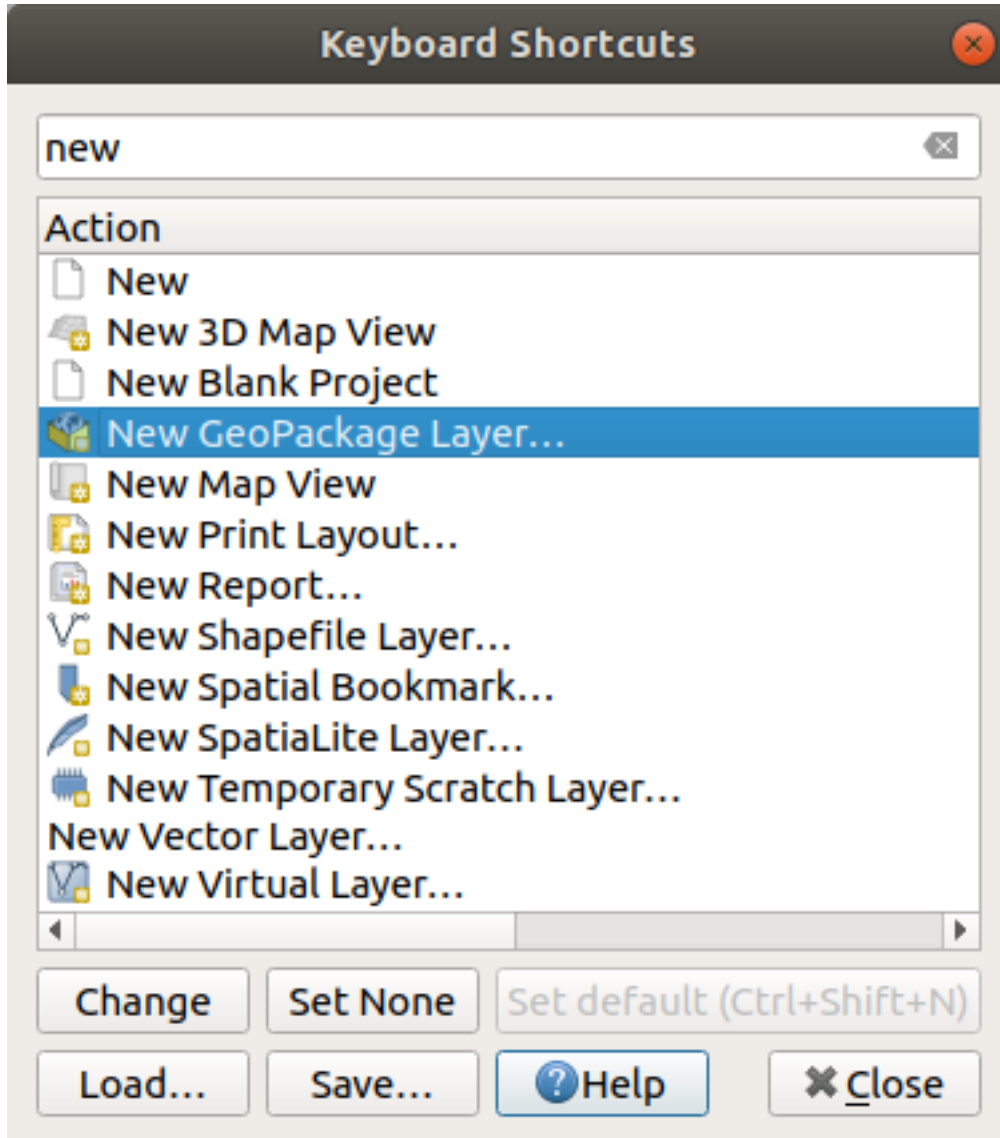 Keyboard Shortcuts
new
Action
New
New 3D Map View
New Blank Project
New GeoPackage Layer…
New Map View
New Print Layout…
New Report…
New Shapefile Layer…
New Spatial Bookmark…
New SpatiaLite Layer…
New Temporary Scratch Layer…
New Vector Layer…
New Virtual Layer…
Change Set None Set default (Ctrl+Shift+N)
Load… Save… Help Close